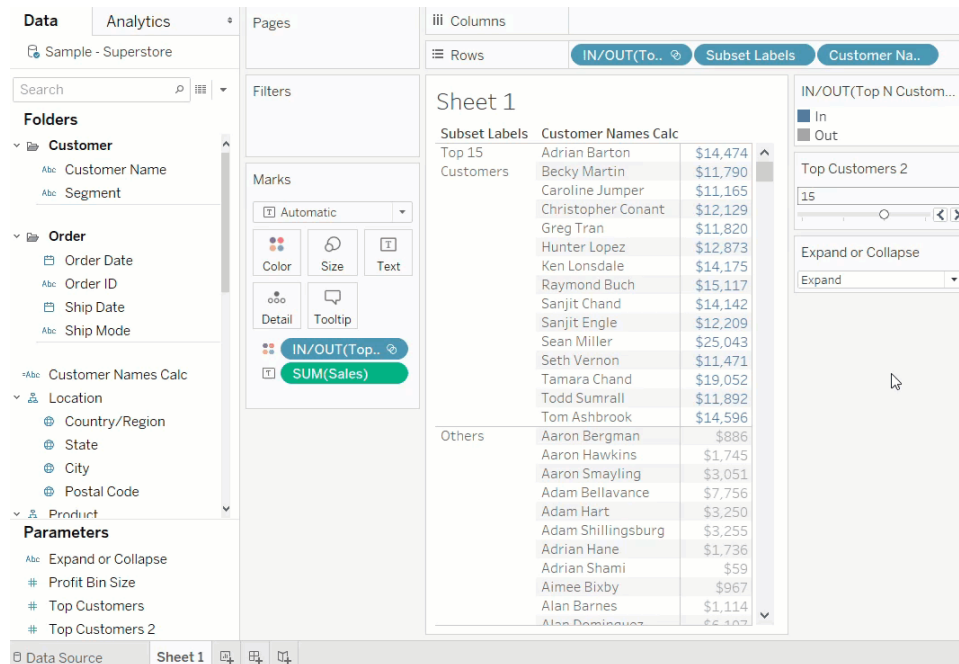 Data
Analytics
Sample - Superstore
Search
Folders
Customer
Abc Customer Name
Abc Segment
Order
Order Date
Abc Order ID
Ship Date
Abc Ship Mode
=Abc Customer Names Calc
Location
Country/Region
State
City
Postal Code
Product
Parameters
Abc Expand or Collapse
# Profit Bin Size
# Top Customers
# Top Customers 2
Pages
Filters
Marks
T Automatic
Color Size Text
Detail Tooltip
IN/OUT(Top..
T SUM(Sales)
iii Columns
Rows IN/OUT(To.. Subset Labels Customer Na..
Sheet 1
Subset Labels Customer Names Calc
Top 15 Adrian Barton $14,474
Customers Becky Martin $11,790
Caroline Jumper $11,165
Christopher Conant $12,129
Greg Tran $11,820
Hunter Lopez $12,873
Ken Lonsdale $14,175
Raymond Buch $15,117
Sanjit Chand $14,142
Sanjit Engle $12,209
Sean Miller $25,043
Seth Vernon $11,471
Tamara Chand $19,052
Todd Sumrall $11,892
Tom Ashbrook $14,596
Others Aaron Bergman $886
Aaron Hawkins $1,745
Aaron Smayling $3,051
Adam Bellavance $7,756
Adam Hart $3,250
Adam Shillingsburg $3,255
Adrian Hane $1,736
Adrian Shami $59
Aimee Bixby $967
Alan Barnes $1,114
Alan Dominguez
IN/OUT(Top N Custom...
In
Out
Top Customers 2
15
Expand or Collapse
Expand
Data Source
Sheet 1